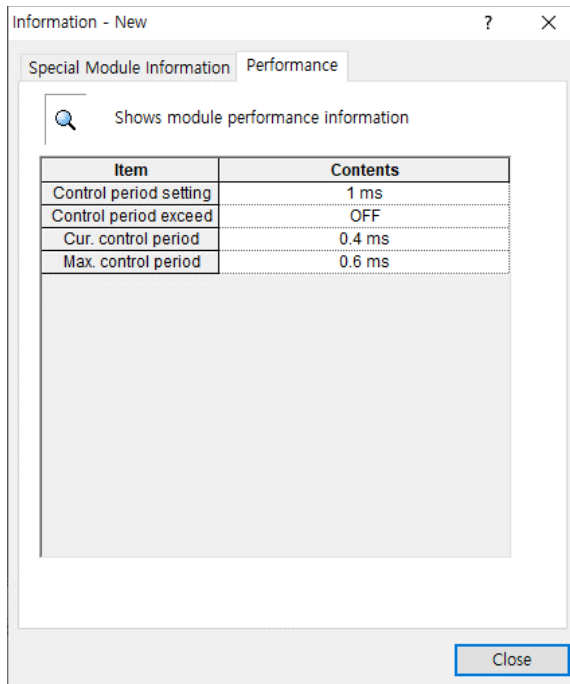 Information - New
Special Module Information Performance
Shows module performance information
Item Contents
Control period setting 1 ms
Control period exceed OFF
Cur. control period 0.4 ms
Max. control period 0.6 ms
Close